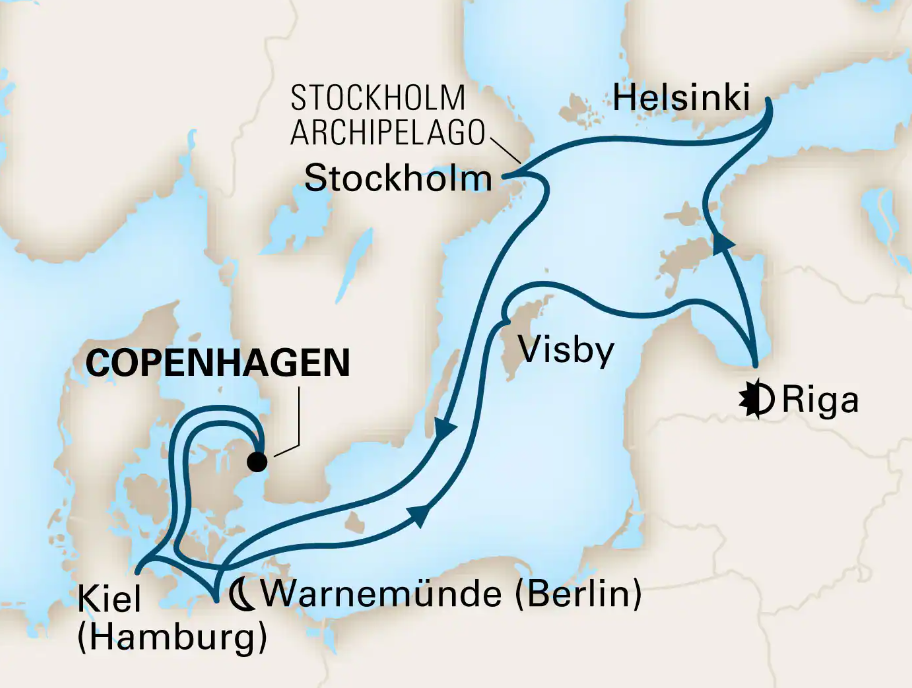 STOCKHOLM
ARCHIPELAGO
Helsinki
Stockholm
Visby
COPENHAGEN
Riga
Kiel
(Hamburg)
Warnemünde (Berlin)